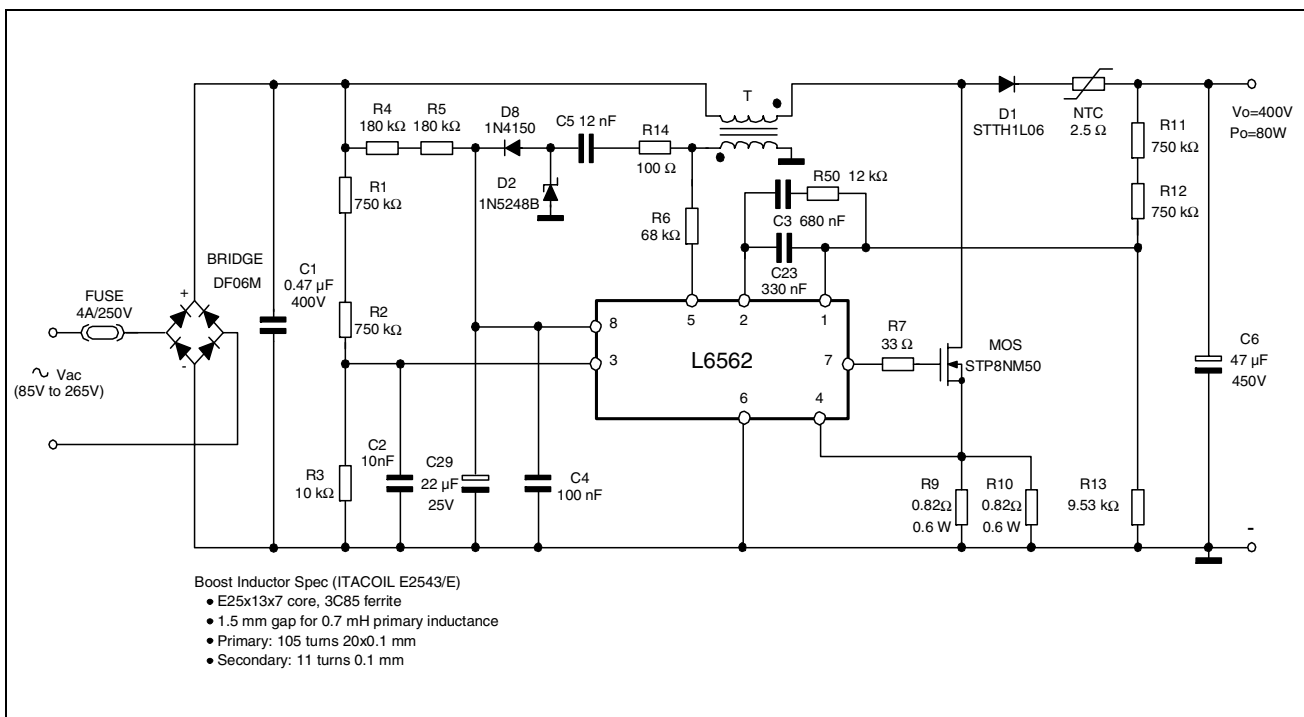 T
D1
STTH1L06
NTC
2.5 Ω
Vo=400V
Po=80W
R4
180 kΩ
R5
180 kΩ
D8
1N4150
C5 12 nF
R14
100 Ω
R11
750 kΩ
R1
750 kΩ
D2
1N5248B
R50 12 kΩ
R12
750 kΩ
R6
68 kΩ
C3 680 nF
BRIDGE
DF06M
C1
0.47 µF
400V
C23
330 nF
FUSE
4A/250V
+
-
R2
750 kΩ
5
2
1
8
3
L6562
7
6
4
R7
33 Ω
MOS
STP8NM50
C6
47 µF
450V
~ Vac
(85V to 265V)
R3
10 kΩ
C2
10nF
C29
22 µF
25V
C4
100 nF
R9
0.82Ω
0.6 W
R10
0.82Ω
0.6 W
R13
9.53 kΩ
-
Boost Inductor Spec (ITACOIL E2543/E)
● E25x13x7 core, 3C85 ferrite
● 1.5 mm gap for 0.7 mH primary inductance
● Primary: 105 turns 20x0.1 mm
● Secondary: 11 turns 0.1 mm